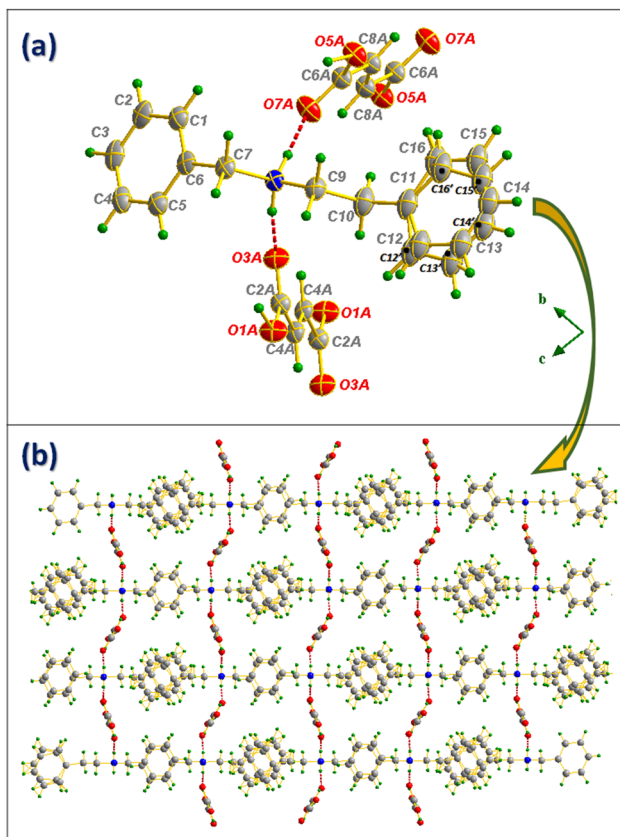 (a)
O5A
C8A
O7A
C6A
C6A
O7A
O5A
C8A
C2
C1
C3
C7
C16
C15
C11
C6
C9
C16'
C15'
C14
C4
C5
C10
C14'
C12
C13
O3A
C12'
C13'
C2A
C4A
O1A
O1A
C4A
C2A
O3A
b
c
(b)